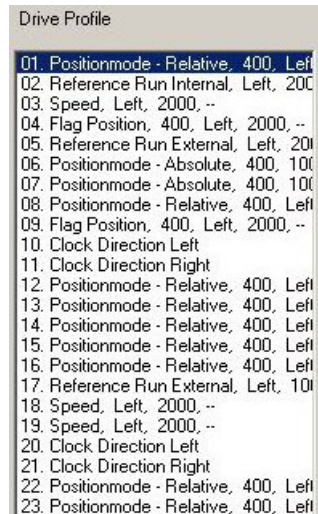 Drive Profile
01. Positionmode - Relative, 400, Left
02. Reference Run Internal, Left, 200
03. Speed, Left, 2000, --
04. Flag Position, 400, Left, 2000, --
05. Reference Run External, Left, 20
06. Positionmode - Absolute, 400, 100
07. Positionmode - Absolute, 400, 100
08. Positionmode - Relative, 400, Left
09. Flag Position, 400, Left, 2000, --
10. Clock Direction Left
11. Clock Direction Right
12. Positionmode - Relative, 400, Left
13. Positionmode - Relative, 400, Left
14. Positionmode - Relative, 400, Left
15. Positionmode - Relative, 400, Left
16. Positionmode - Relative, 400, Left
17. Reference Run External, Left, 10
18. Speed, Left, 2000, --
19. Speed, Left, 2000, --
20. Clock Direction Left
21. Clock Direction Right
22. Positionmode - Relative, 400, Left
23. Positionmode - Relative, 400, Left